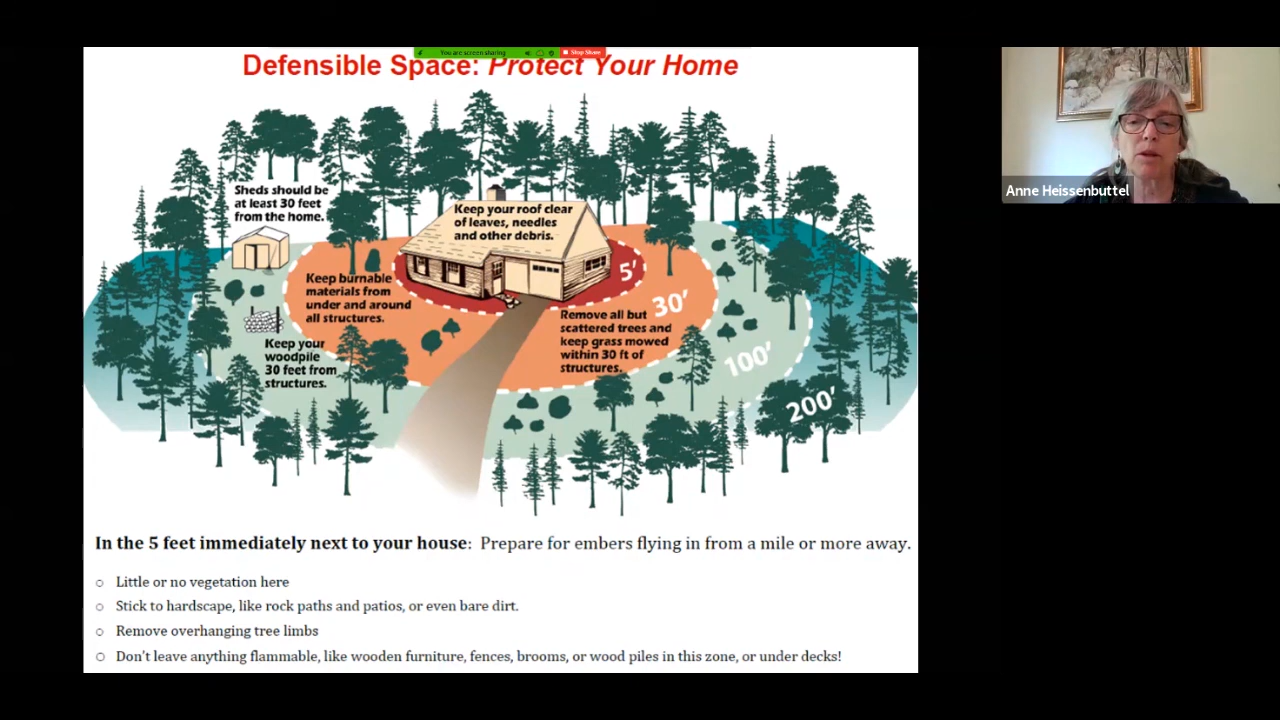 You are screen sharing
Stop Share
Defensible Space: Protect Your Home
Anne Heissenbuttel
Sheds should be
at least 30 feet
from the home.
Keep your roof clear
of leaves, needles
and other debris.
5'
Keep burnable
materials from
under and around
all structures.
30'
Remove all but
scattered trees and
keep grass mowed
within 30 ft of
structures.
Keep your
woodpile
30 feet from
structures.
100'
200'
In the 5 feet immediately next to your house: Prepare for embers flying in from a mile or more away.
○ Little or no vegetation here
○ Stick to hardscape, like rock paths and patios, or even bare dirt.
○ Remove overhanging tree limbs
○ Don't leave anything flammable, like wooden furniture, fences, brooms, or wood piles in this zone, or under decks!